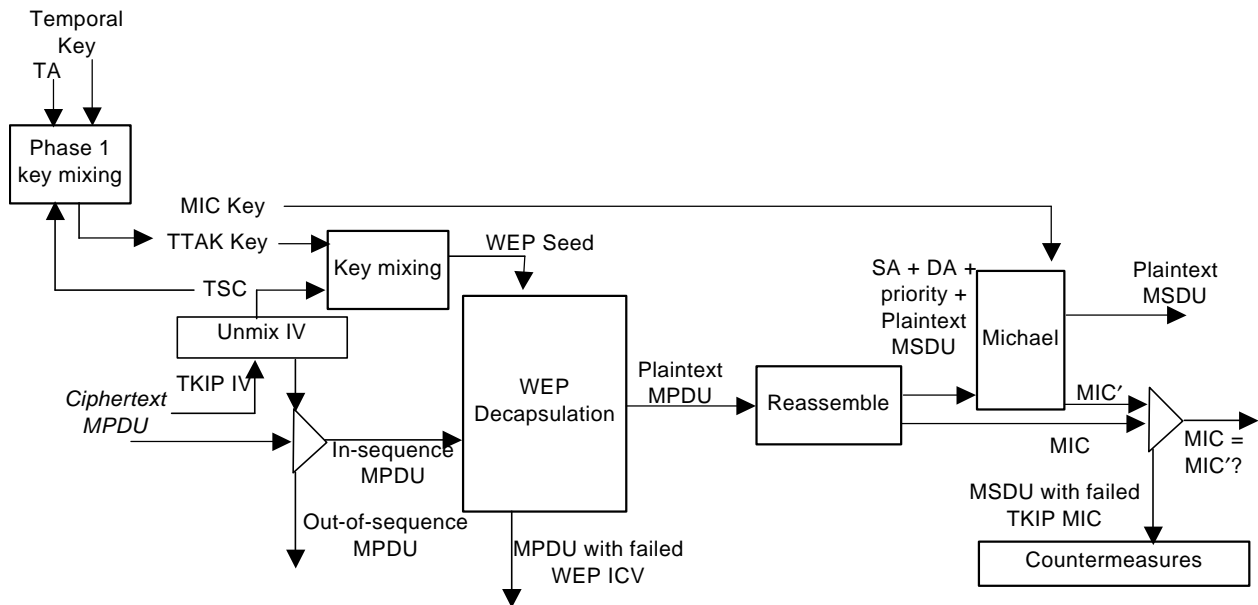 Temporal
Key
TA
Phase 1
key mixing
MIC Key
TTAK Key
Key mixing
WEP Seed
TSC
Unmix IV
TKIP IV
Ciphertext
MPDU
In-sequence
MPDU
Out-of-sequence
MPDU
WEP
Decapsulation
MPDU with failed
WEP ICV
Plaintext
MPDU
Reassemble
SA + DA +
priority +
Plaintext
MSDU
Michael
Plaintext
MSDU
MIC′
MIC
MIC =
MIC′?
MSDU with failed
TKIP MIC
Countermeasures